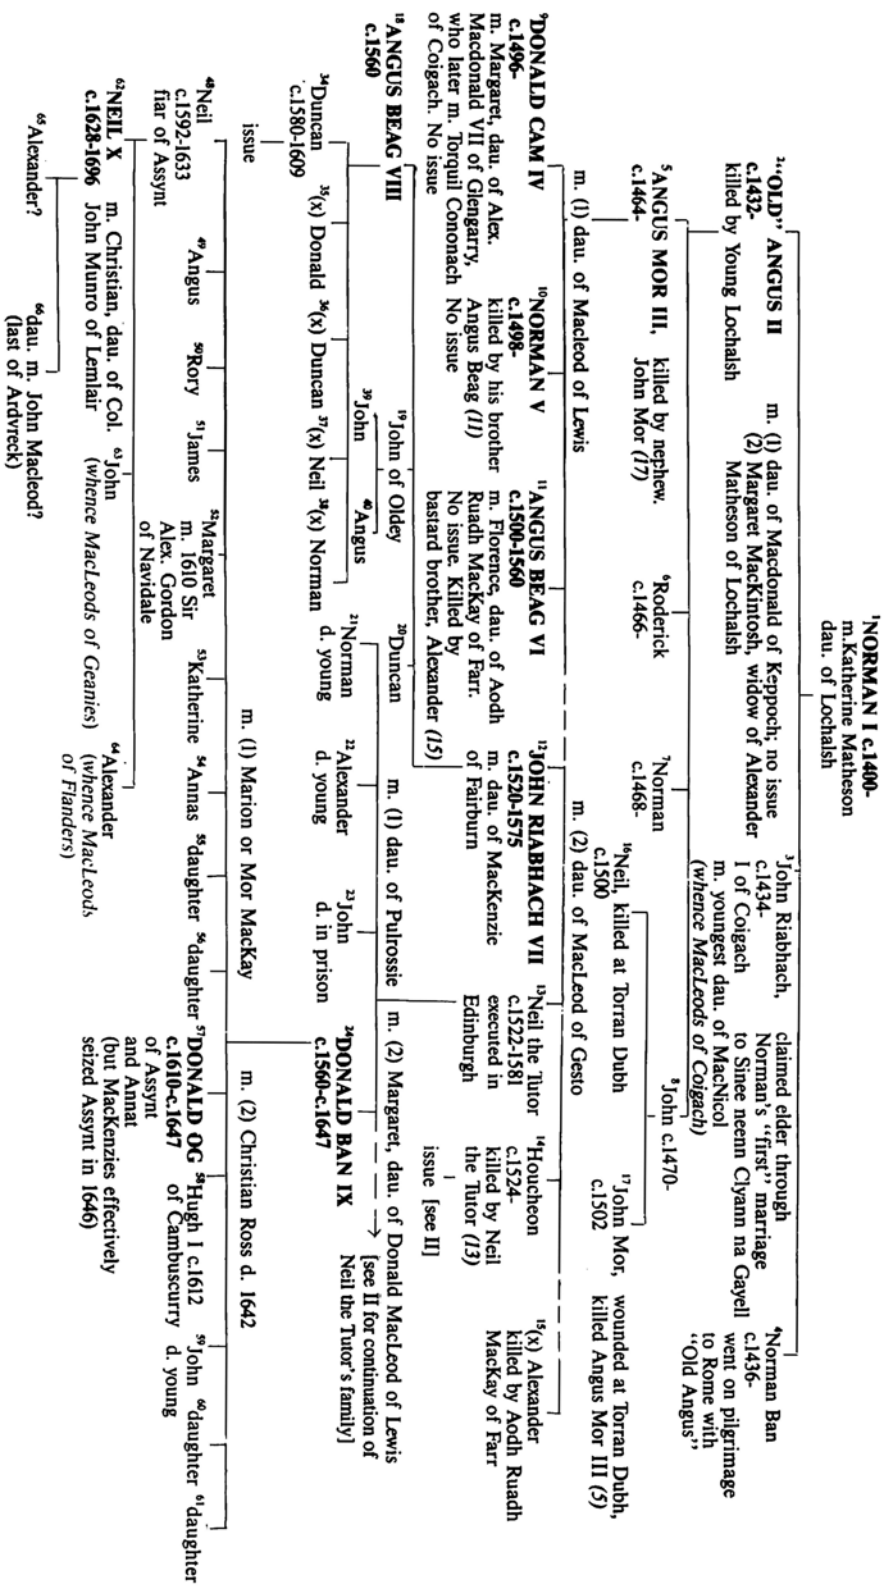 ¹NORMAN I c.1400-
m.Katherine Matheson
dau. of Lochalsh
²"OLD" ANGUS II
c.1432-
killed by Young Lochalsh
m. (1) dau. of Macdonald of Keppoch; no issue
(2) Margaret MacKintosh, widow of Alexander
Matheson of Lochalsh
³John Riabhach,
c.1434-
I of Coigach
m. youngest dau. of MacNicol
(whence MacLeods of Coigach)
claimed elder through
Norman's "first" marriage
to Sinee neenn Clyann na Gayell
⁴Norman Ban
c.1436-
went on pilgrimage
to Rome with
"Old Angus"
⁵ANGUS MOR III,
c.1464-
killed by nephew.
John Mor (17)
⁶Roderick
c.1466-
⁷Norman
c.1468-
⁸John c.1470-
¹⁶Neil, killed at Torran Dubh
c.1500
¹⁷John Mor, wounded at Torran Dubh,
c.1502 killed Angus Mor III (5)
m. (1) dau. of Macleod of Lewis
m. (2) dau. of MacLeod of Gesto
⁹DONALD CAM IV
c.1496-
m. Margaret, dau. of Alex.
Macdonald VII of Glengarry,
who later m. Torquil Cononach
of Coigach. No issue
¹⁰NORMAN V
c.1498-
killed by his brother
Angus Beag (11)
No issue
¹¹ANGUS BEAG VI
c.1500-1560
m. Florence, dau. of Aodh
Ruadh MacKay of Farr.
No issue. Killed by
bastard brother, Alexander (15)
¹²JOHN RIABHACH VII
c.1520-1575
m. dau. of MacKenzie
of Fairburn
¹³Neil the Tutor
c.1522-1581
executed in
Edinburgh
¹⁴Houcheon
c.1524-
killed by Neil
the Tutor (13)
issue [see II]
¹⁵(x) Alexander
killed by Aodh Ruadh
MacKay of Farr
¹⁸ANGUS BEAG VIII
c.1560
¹⁹John of Oldey
²⁰Duncan
m. (1) dau. of Pulrossie
m. (2) Margaret, dau. of Donald MacLeod of Lewis
³⁹John
⁴⁰Angus
²¹Norman
d. young
²²Alexander
d. young
²³John
d. in prison
²⁴DONALD BAN IX
c.1560-c.1647
[see II for continuation of
Neil the Tutor's family]
³⁴Duncan
c.1580-1609
issue
³⁵(x) Donald
³⁶(x) Duncan
³⁷(x) Neil
³⁸(x) Norman
m. (1) Marion or Mor MacKay
m. (2) Christian Ross d. 1642
⁴⁸Neil
c.1592-1633
fiar of Assynt
⁴⁹Angus
⁵⁰Rory
⁵¹James
⁵²Margaret
m. 1610 Sir
Alex. Gordon
of Navidale
⁵³Katherine
⁵⁴Annas
⁵⁵daughter
⁵⁶daughter
⁵⁷DONALD OG
c.1610-c.1647
of Assynt
and Annat
(but MacKenzies effectively
seized Assynt in 1646)
⁵⁸Hugh I c.1612
of Cambuscurry
⁵⁹John
d. young
⁶⁰daughter
⁶¹daughter
⁶²NEIL X
c.1628-1696
m. Christian, dau. of Col.
John Munro of Lemlair
⁶³John
(whence MacLeods of Geanies)
⁶⁴Alexander
(whence MacLeods
of Flanders)
⁶⁵Alexander?
⁶⁶dau. m. John Macleod?
(last of Ardvreck)